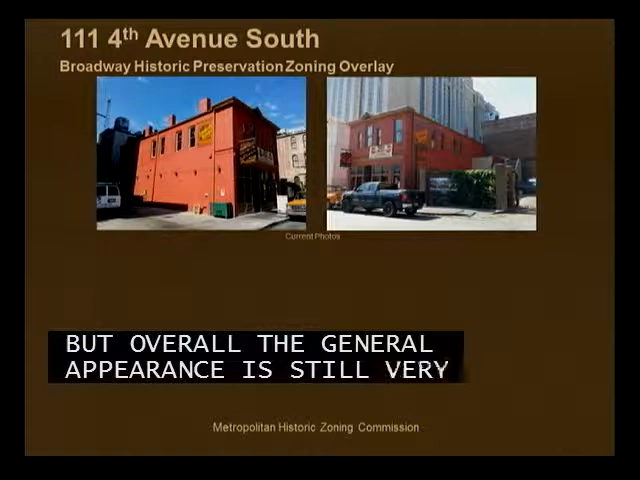 111 4th Avenue South
Broadway Historic Preservation Zoning Overlay
Current Photos
BUT OVERALL THE GENERAL
APPEARANCE IS STILL VERY
Metropolitan Historic Zoning Commission